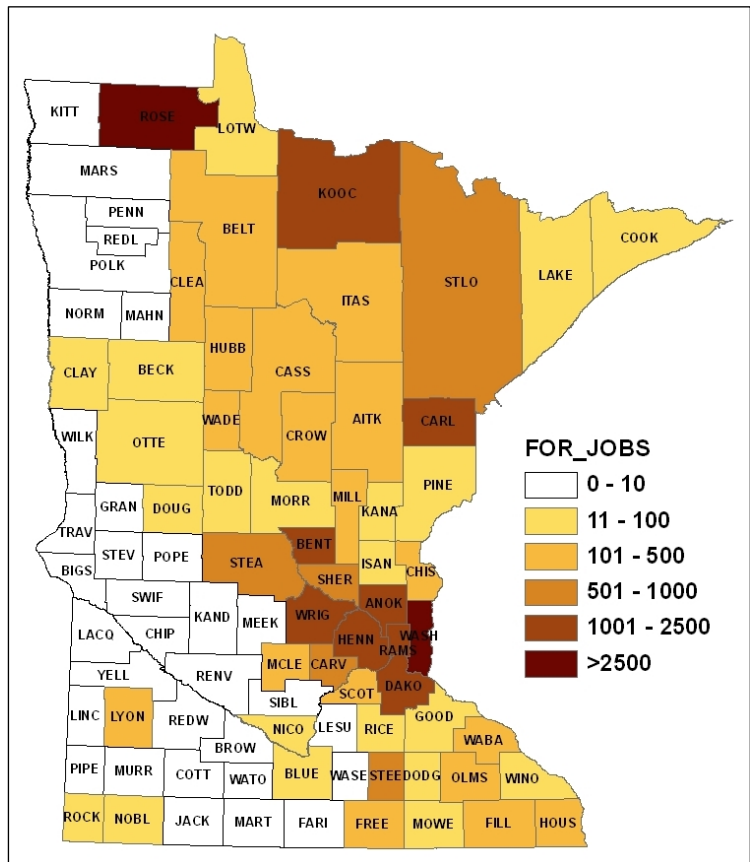 KITT
ROSE
LOTW
MARS
KOOC
PENN
BELT
REDL
COOK
POLK
CLEA
STLO
LAKE
ITAS
NORM
MAHN
HUBB
CLAY
BECK
CASS
WADE
AITK
CARL
WILK
OTTE
CROW
FOR_JOBS
0 - 10
TODD
MORR
MILL
PINE
11 - 100
GRAN
DOUG
KANA
101 - 500
TRAV
STEV
POPE
STEA
BENT
501 - 1000
BIGS
ISAN
CHIS
SHER
SWIF
ANOK
1001 - 2500
KAND
MEEK
WRIG
LACQ
CHIP
HENN
WASH
RAMS
>2500
YELL
RENV
MCLE
CARV
DAKO
SCOT
SIBL
LINC
LYON
REDW
NICO
LESU
RICE
GOOD
WABA
BROW
PIPE
MURR
COTT
WATO
BLUE
WASE
STEE
DODG
OLMS
WINO
ROCK
NOBL
JACK
MART
FARI
FREE
MOWE
FILL
HOUS